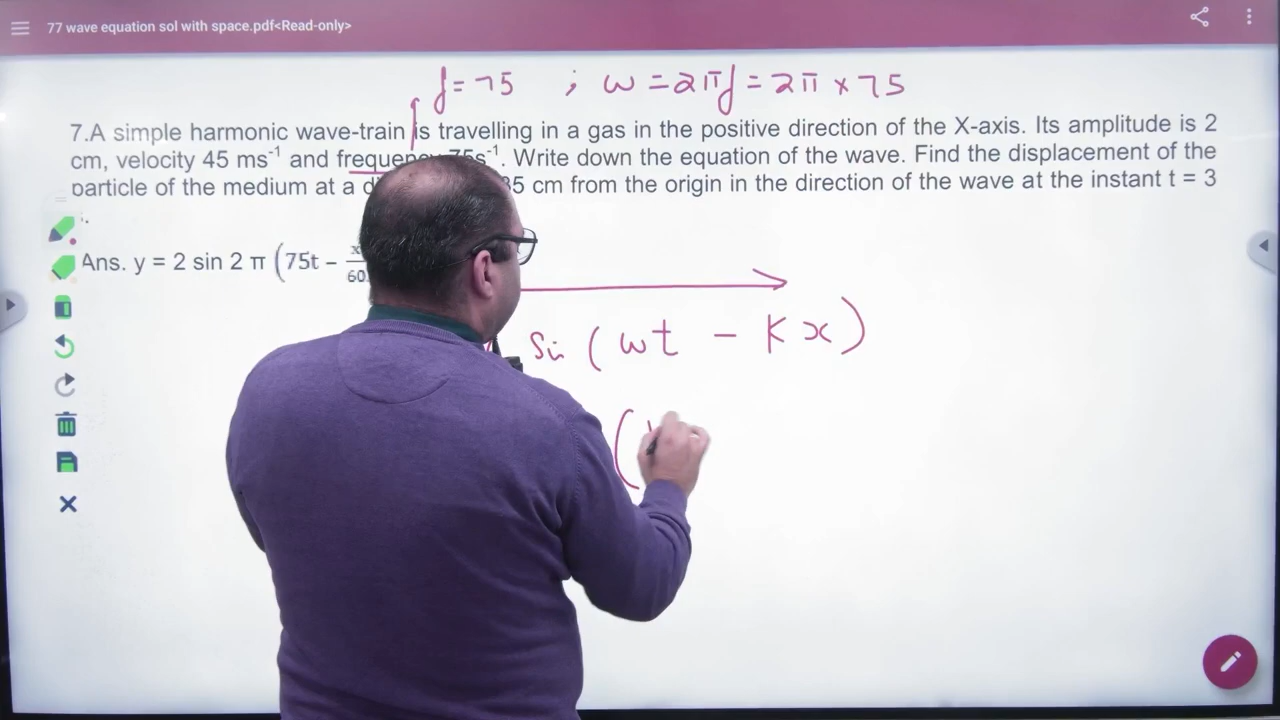 77 wave equation sol with space.pdf<Read-only>
f = 75 ; ω = 2πf = 2π × 75
7.A simple harmonic wave-train is travelling in a gas in the positive direction of the X-axis. Its amplitude is 2
cm, velocity 45 ms⁻¹ and frequency 75s⁻¹. Write down the equation of the wave. Find the displacement of the
particle of the medium at a 35 cm from the origin in the direction of the wave at the instant t = 3
Ans. y = 2 sin 2 π (75t – x/60
Sin ( ωt – Kx )
(